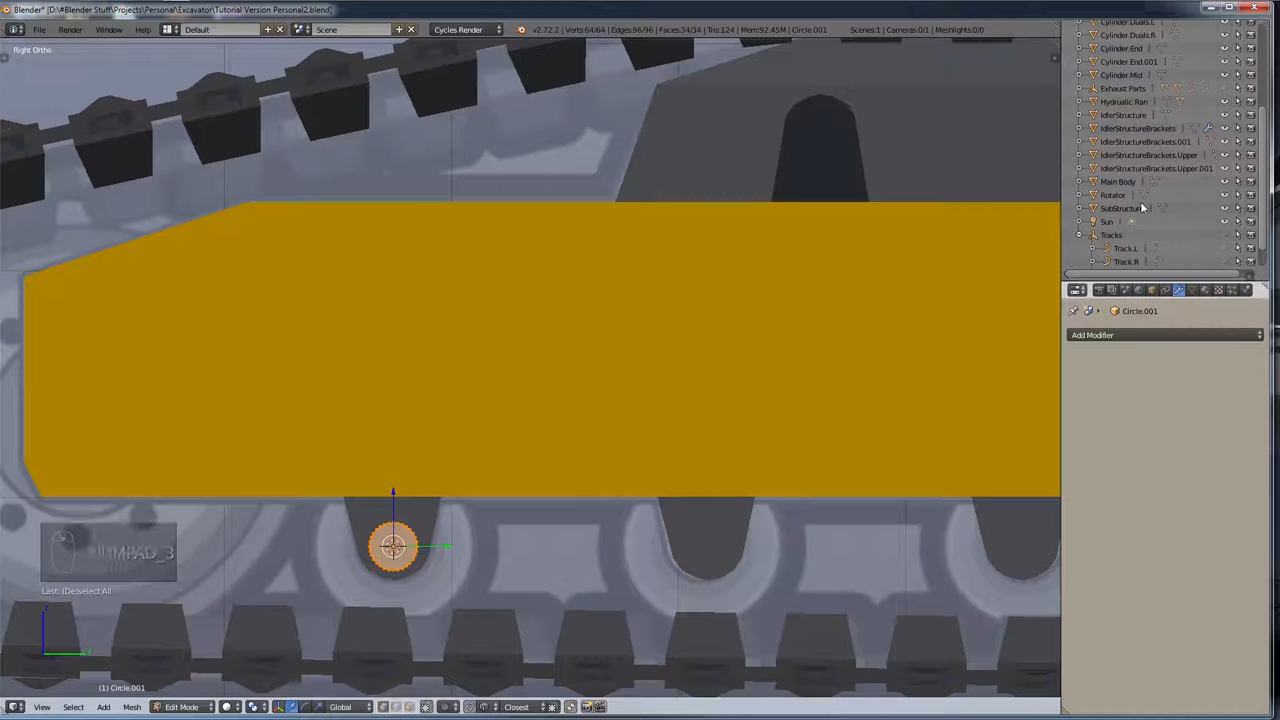 Blender* [D:\#Blender Stuff\Projects\Personal\Excavator\Tutorial Version Personal2.blend]
File Render Window Help Default Scene Cycles Render v2.72.2 | Verts:64/64 | Edges:96/96 | Faces:34/34 | Tris:124 | Mem:92.45M | Circle.001 Scenes:1 | Cameras:0/1 | Meshlights:0/0
Right Ortho
Cylinder.Duals.L
Cylinder.Duals.R
Cylinder.End
Cylinder.End.001
Cylinder.Mid
Exhaust Parts
Hydrualic Ran
IdlerStructure
IdlerStructureBrackets
IdlerStructureBrackets.001
IdlerStructureBrackets.Upper
IdlerStructureBrackets.Upper.001
Main Body
Rotator
SubStructure
Sun
Tracks
Track.L
Track.R
Circle.001
Add Modifier
Last: (De)select All
z
y
(1) Circle.001
View Select Add Mesh Edit Mode Global Closest